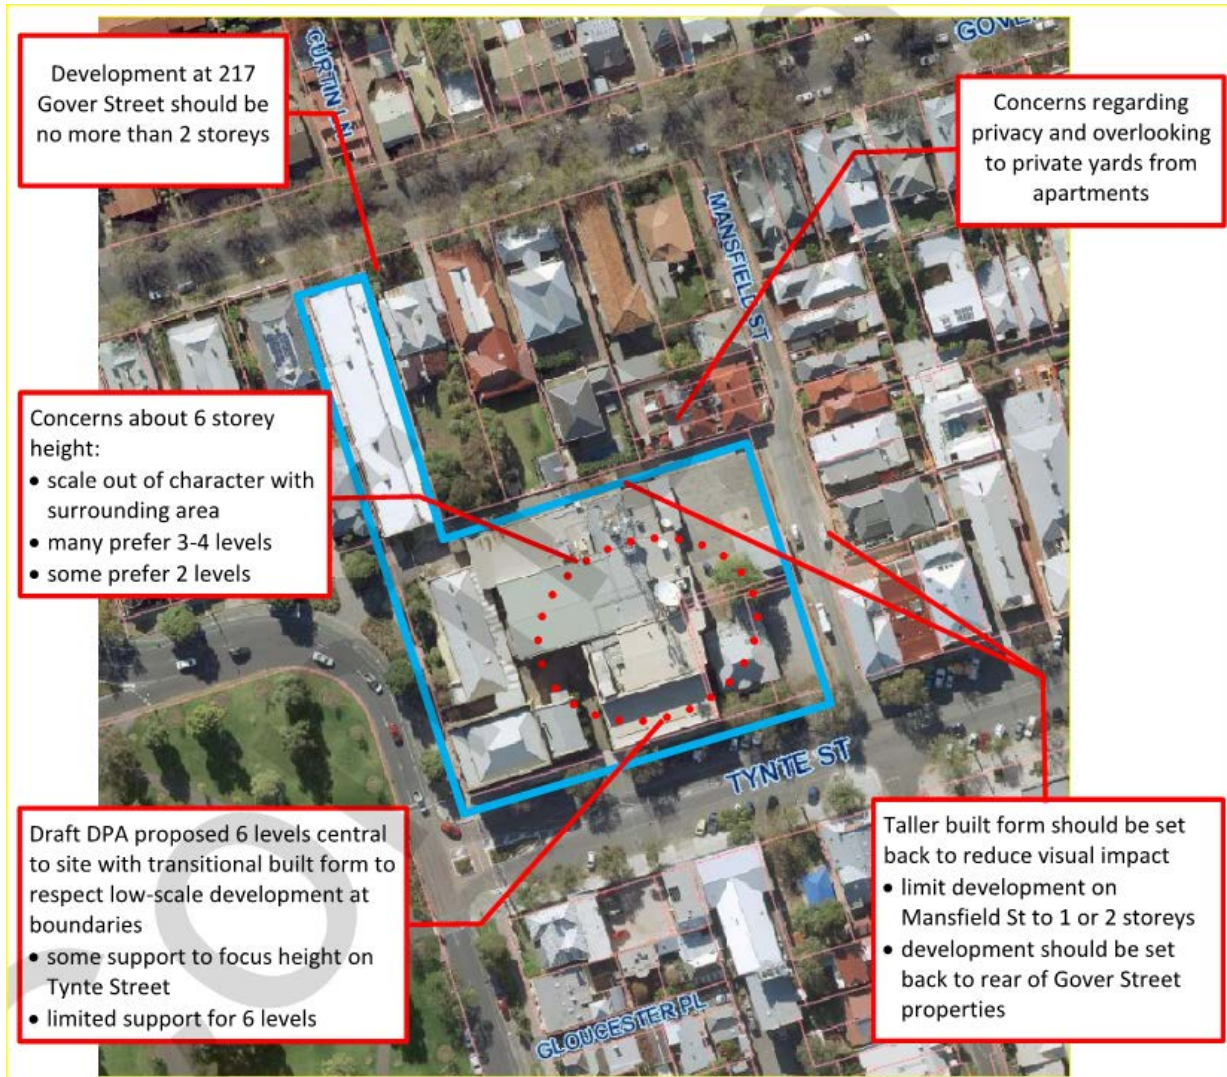 Development at 217
Gover Street should be
no more than 2 storeys
CURTIN LN
GOVE
Concerns regarding
privacy and overlooking
to private yards from
apartments
MANSFIELD ST
Concerns about 6 storey
height:
• scale out of character with
surrounding area
• many prefer 3-4 levels
• some prefer 2 levels
TYNTE ST
Draft DPA proposed 6 levels central
to site with transitional built form to
respect low-scale development at
boundaries
• some support to focus height on
Tynte Street
• limited support for 6 levels
Taller built form should be set
back to reduce visual impact
• limit development on
Mansfield St to 1 or 2 storeys
• development should be set
back to rear of Gover Street
properties
GLOUCESTER PL